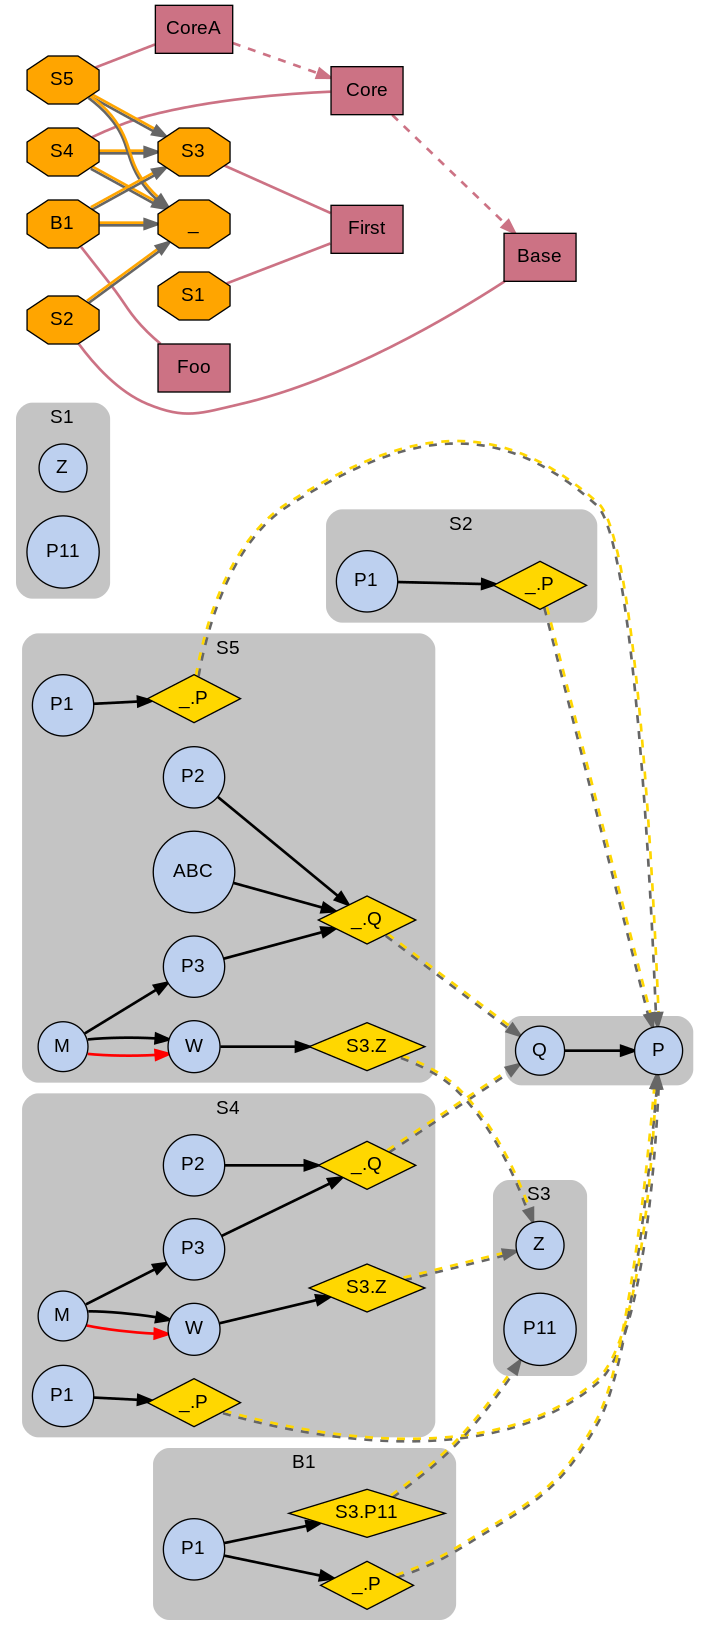 CoreA
S5
Core
S4
S3
B1
_
First
Base
S1
S2
Foo
S1
Z
P11
S2
P1
_.P
S5
P1
_.P
P2
ABC
_.Q
P3
M
W
S3.Z
Q
P
S4
P2
_.Q
P3
S3.Z
M
W
P1
_.P
S3
Z
P11
B1
S3.P11
P1
_.P